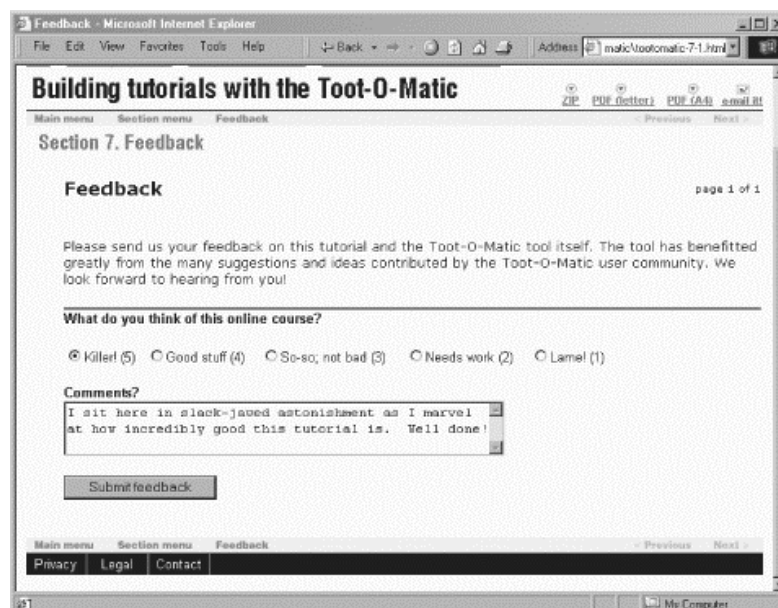 Feedback - Microsoft Internet Explorer
File Edit View Favorites Tools Help Back Address matic\tootomatic-7-1.html
Building tutorials with the Toot-O-Matic
ZIP PDF (letter) PDF (A4) e-mail it!
Main menu Section menu Feedback < Previous Next >
Section 7. Feedback
Feedback
page 1 of 1
Please send us your feedback on this tutorial and the Toot-O-Matic tool itself. The tool has benefitted
greatly from the many suggestions and ideas contributed by the Toot-O-Matic user community. We
look forward to hearing from you!
What do you think of this online course?
Killer! (5) Good stuff (4) So-so; not bad (3) Needs work (2) Lame! (1)
Comments?
I sit here in slack-jawed astonishment as I marvel
at how incredibly good this tutorial is. Well done!
Submit feedback
Main menu Section menu Feedback < Previous Next >
Privacy Legal Contact
My Computer